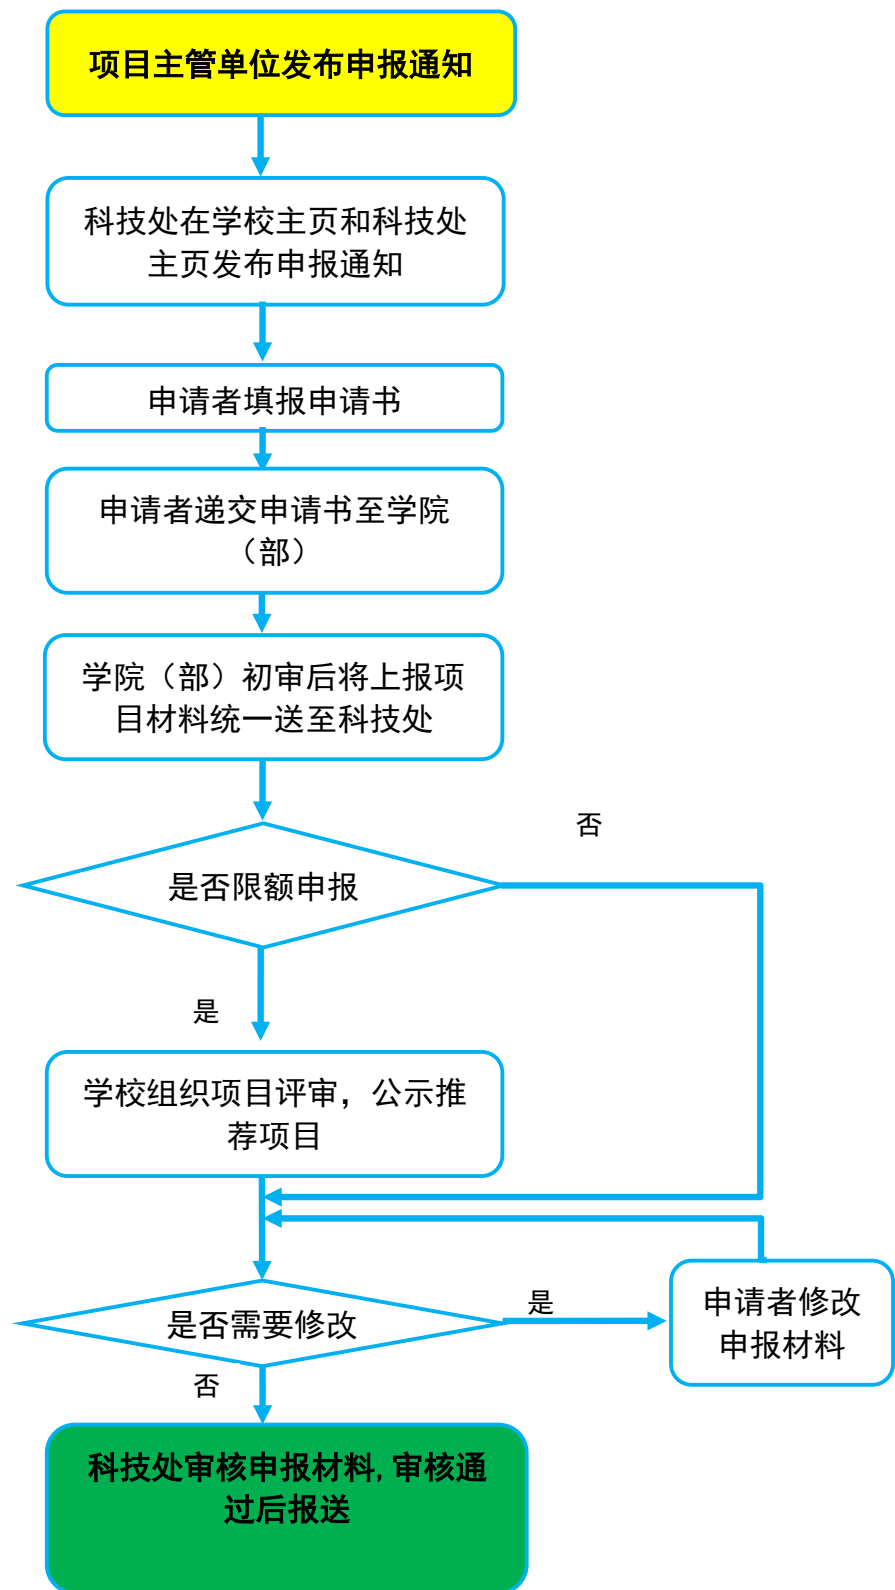 项目主管单位发布申报通知
科技处在学校主页和科技处
主页发布申报通知
申请者填报申请书
申请者递交申请书至学院
（部）
学院（部）初审后将上报项
目材料统一送至科技处
否
是否限额申报
是
学校组织项目评审，公示推
荐项目
是否需要修改
是
申请者修改
申报材料
否
科技处审核申报材料,审核通
过后报送